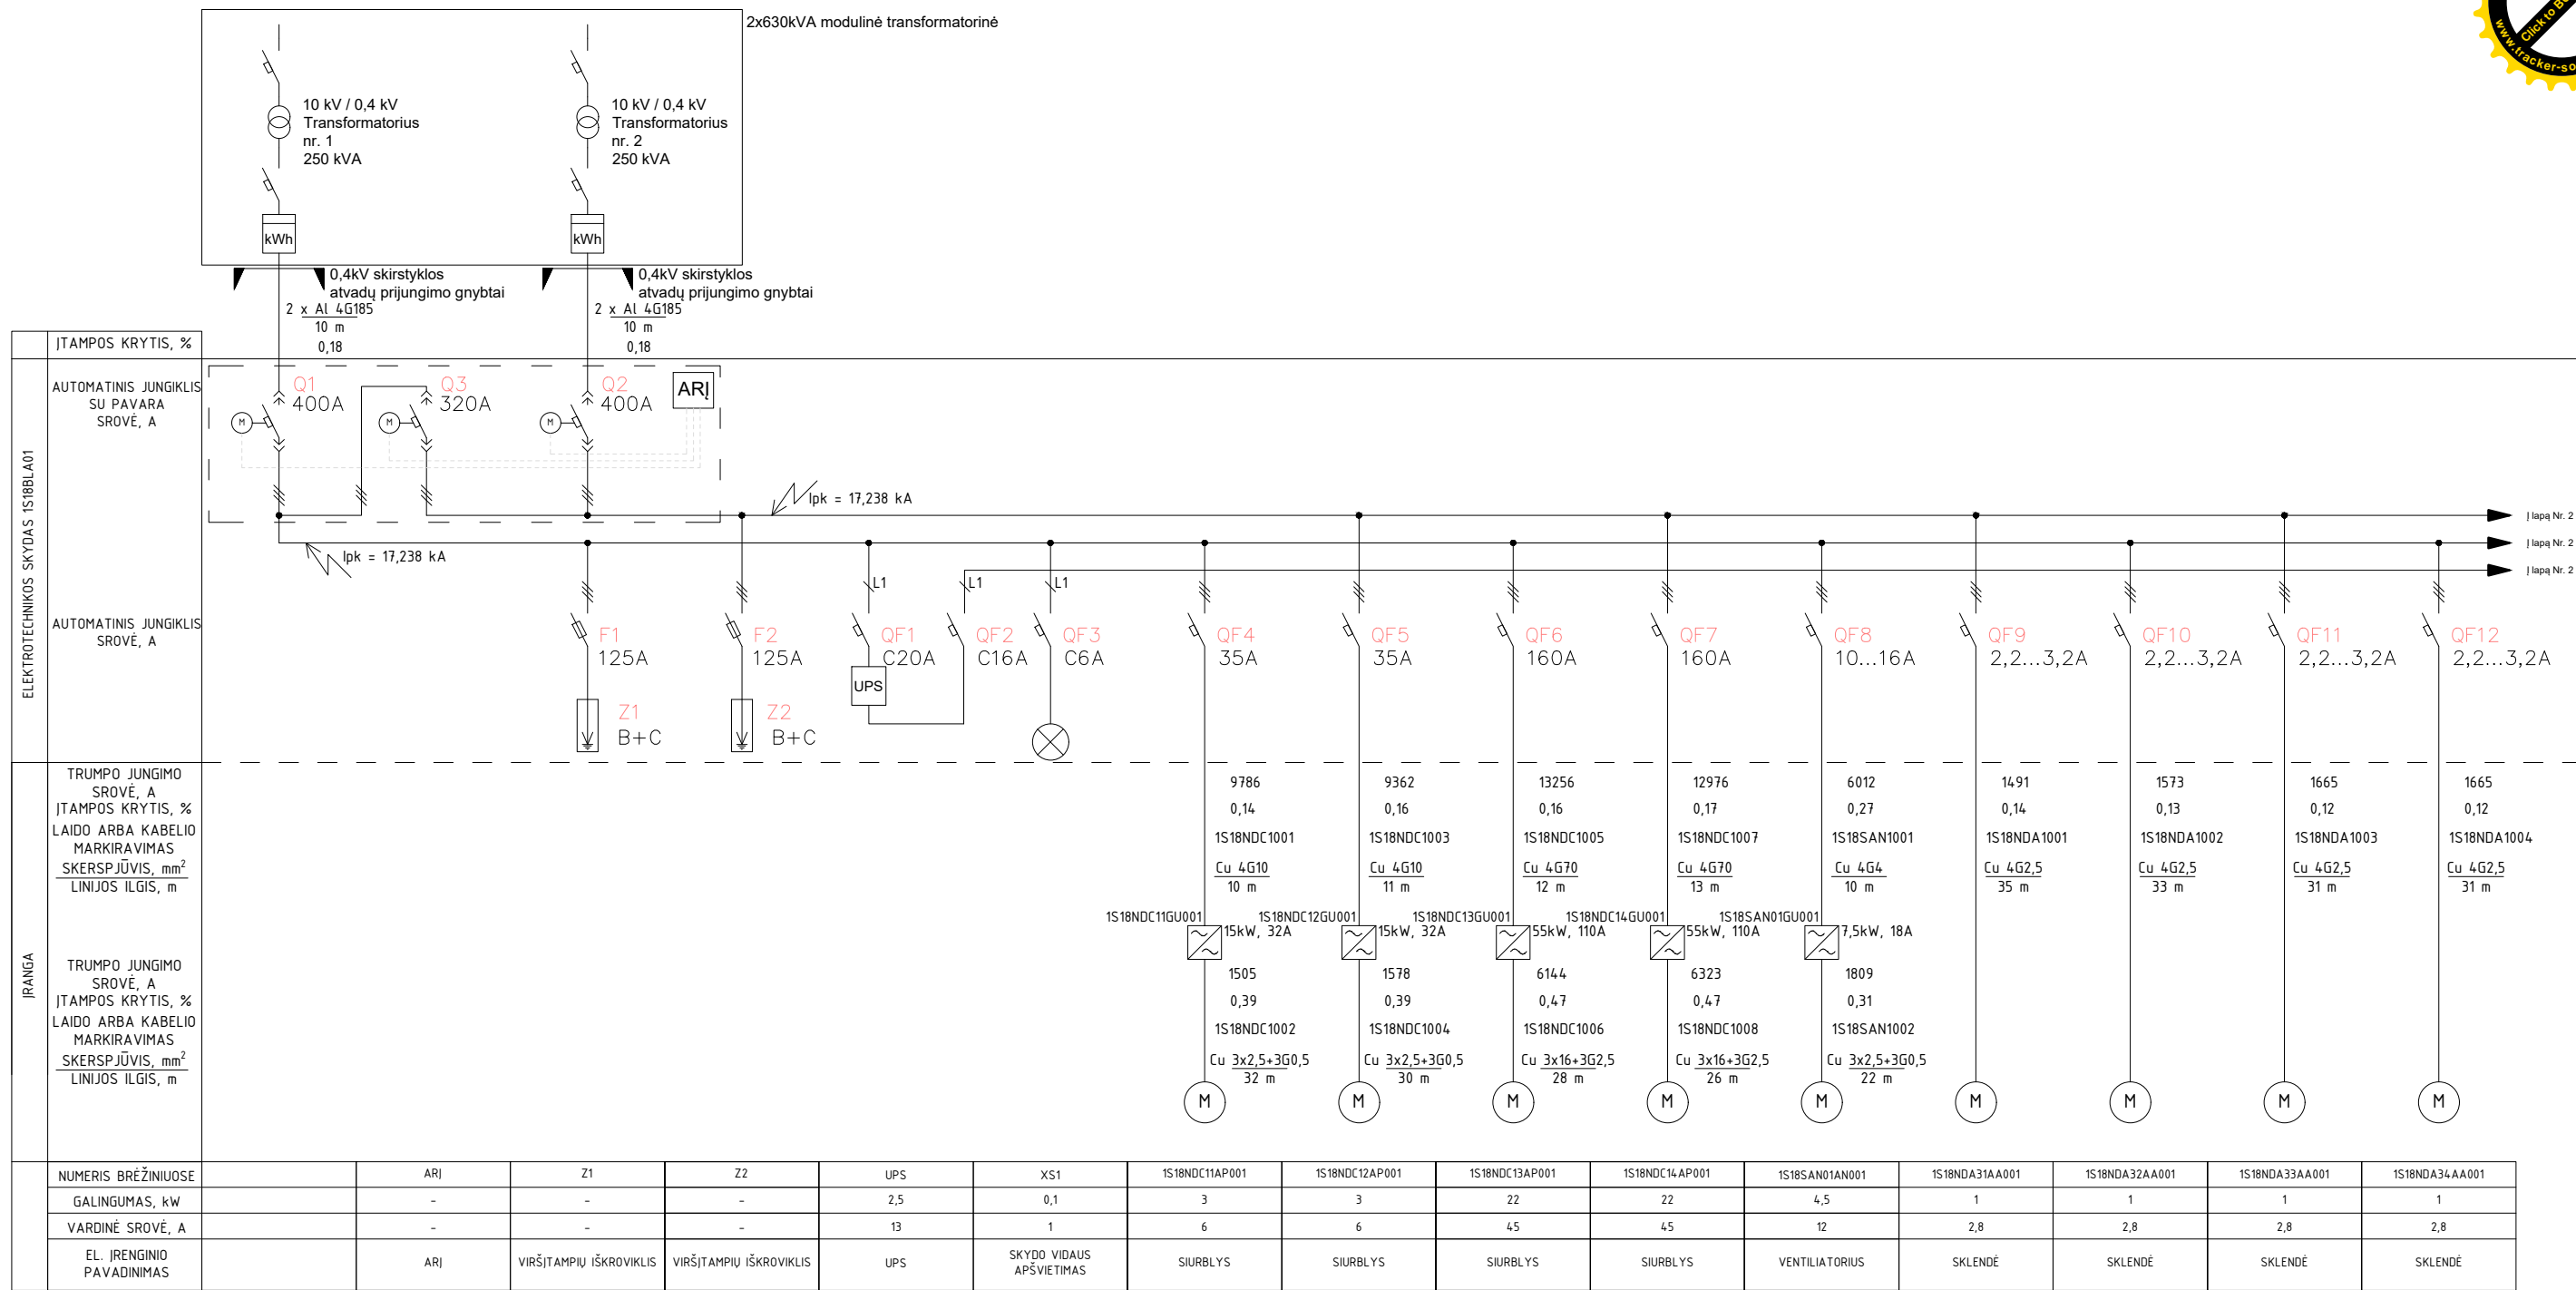 2x630kVA modulinė transformatorinė
www.tracker-so
Click to BU
10 kV / 0,4 kV
Transformatorius
nr. 1
250 kVA
10 kV / 0,4 kV
Transformatorius
nr. 2
250 kVA
kWh
kWh
0,4kV skirstyklos
atvadų prijungimo gnybtai
0,4kV skirstyklos
atvadų prijungimo gnybtai
2 x Al 4G185
10 m
0,18
2 x Al 4G185
10 m
0,18
ĮTAMPOS KRYTIS, %
ELEKTROTECHNIKOS SKYDAS 1S18BLA01
AUTOMATINIS JUNGIKLIS
SU PAVARA
SROVĖ, A
Q1
400A
M
Q3
320A
M
Q2
400A
M
ARĮ
Ipk = 17,238 kA
Ipk = 17,238 kA
Į lapą Nr. 2
Į lapą Nr. 2
Į lapą Nr. 2
L1
L1
L1
AUTOMATINIS JUNGIKLIS
SROVĖ, A
F1
125A
F2
125A
QF1
C20A
QF2
C16A
QF3
C6A
QF4
35A
QF5
35A
QF6
160A
QF7
160A
QF8
10...16A
QF9
2,2...3,2A
QF10
2,2...3,2A
QF11
2,2...3,2A
QF12
2,2...3,2A
UPS
Z1
B+C
Z2
B+C
ĮRANGA
TRUMPO JUNGIMO
SROVĖ, A
9786 9362 13256 12976 6012 1491 1573 1665 1665
ĮTAMPOS KRYTIS, %
0,14 0,16 0,16 0,17 0,27 0,14 0,13 0,12 0,12
LAIDO ARBA KABELIO
MARKIRAVIMAS
1S18NDC1001 1S18NDC1003 1S18NDC1005 1S18NDC1007 1S18SAN1001 1S18NDA1001 1S18NDA1002 1S18NDA1003 1S18NDA1004
SKERSPJŪVIS, mm²
Cu 4G10 Cu 4G10 Cu 4G70 Cu 4G70 Cu 4G4 Cu 4G2,5 Cu 4G2,5 Cu 4G2,5 Cu 4G2,5
LINIJOS ILGIS, m
10 m 11 m 12 m 13 m 10 m 35 m 33 m 31 m 31 m
1S18NDC11GU001 1S18NDC12GU001 1S18NDC13GU001 1S18NDC14GU001 1S18SAN01GU001
15kW, 32A 15kW, 32A 55kW, 110A 55kW, 110A 7,5kW, 18A
TRUMPO JUNGIMO
SROVĖ, A
1505 1578 6144 6323 1809
ĮTAMPOS KRYTIS, %
0,39 0,39 0,47 0,47 0,31
LAIDO ARBA KABELIO
MARKIRAVIMAS
1S18NDC1002 1S18NDC1004 1S18NDC1006 1S18NDC1008 1S18SAN1002
SKERSPJŪVIS, mm²
Cu 3x2,5+3G0,5 Cu 3x2,5+3G0,5 Cu 3x16+3G2,5 Cu 3x16+3G2,5 Cu 3x2,5+3G0,5
LINIJOS ILGIS, m
32 m 30 m 28 m 26 m 22 m
M M M M M M M M M
NUMERIS BRĖŽINIUOSE ARĮ Z1 Z2 UPS XS1 1S18NDC11AP001 1S18NDC12AP001 1S18NDC13AP001 1S18NDC14AP001 1S18SAN01AN001 1S18NDA31AA001 1S18NDA32AA001 1S18NDA33AA001 1S18NDA34AA001
GALINGUMAS, kW - - - 2,5 0,1 3 3 22 22 4,5 1 1 1 1
VARDINĖ SROVĖ, A - - - 13 1 6 6 45 45 12 2,8 2,8 2,8 2,8
EL. ĮRENGINIO
PAVADINIMAS
ARĮ VIRŠĮTAMPIŲ IŠKROVIKLIS VIRŠĮTAMPIŲ IŠKROVIKLIS UPS
SKYDO VIDAUS
APŠVIETIMAS
SIURBLYS SIURBLYS SIURBLYS SIURBLYS VENTILIATORIUS SKLENDĖ SKLENDĖ SKLENDĖ SKLENDĖ